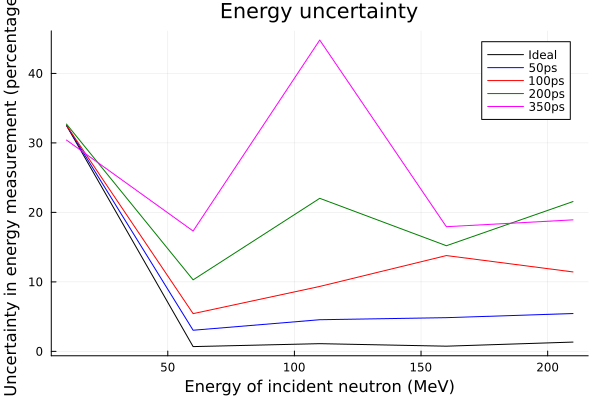 Energy uncertainty
Uncertainty in energy measurement (percentage
40
30
20
10
0
Ideal
50ps
100ps
200ps
350ps
50
100
150
200
Energy of incident neutron (MeV)